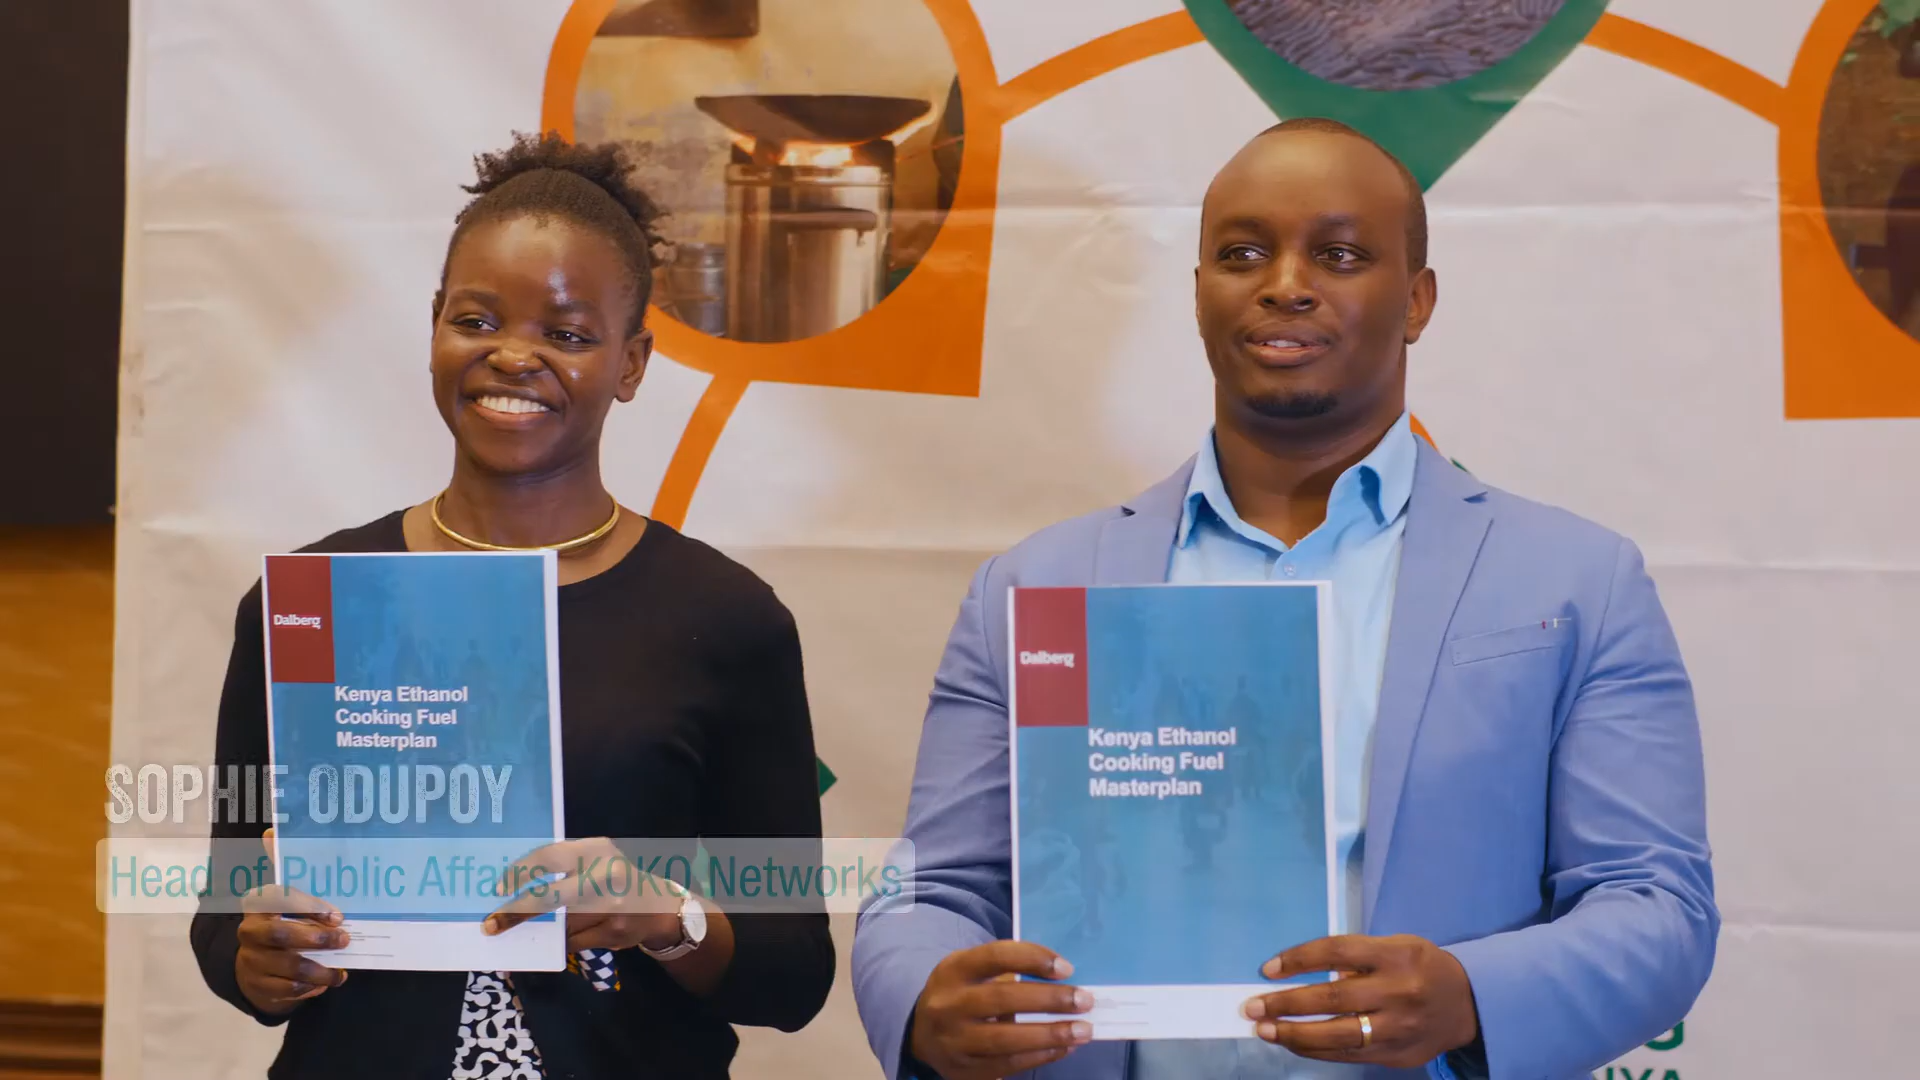 Dalberg
Kenya Ethanol
Cooking Fuel
Masterplan
Dalberg
Kenya Ethanol
Cooking Fuel
Masterplan
SOPHIE ODUPOY
Head of Public Affairs, KOKO Networks